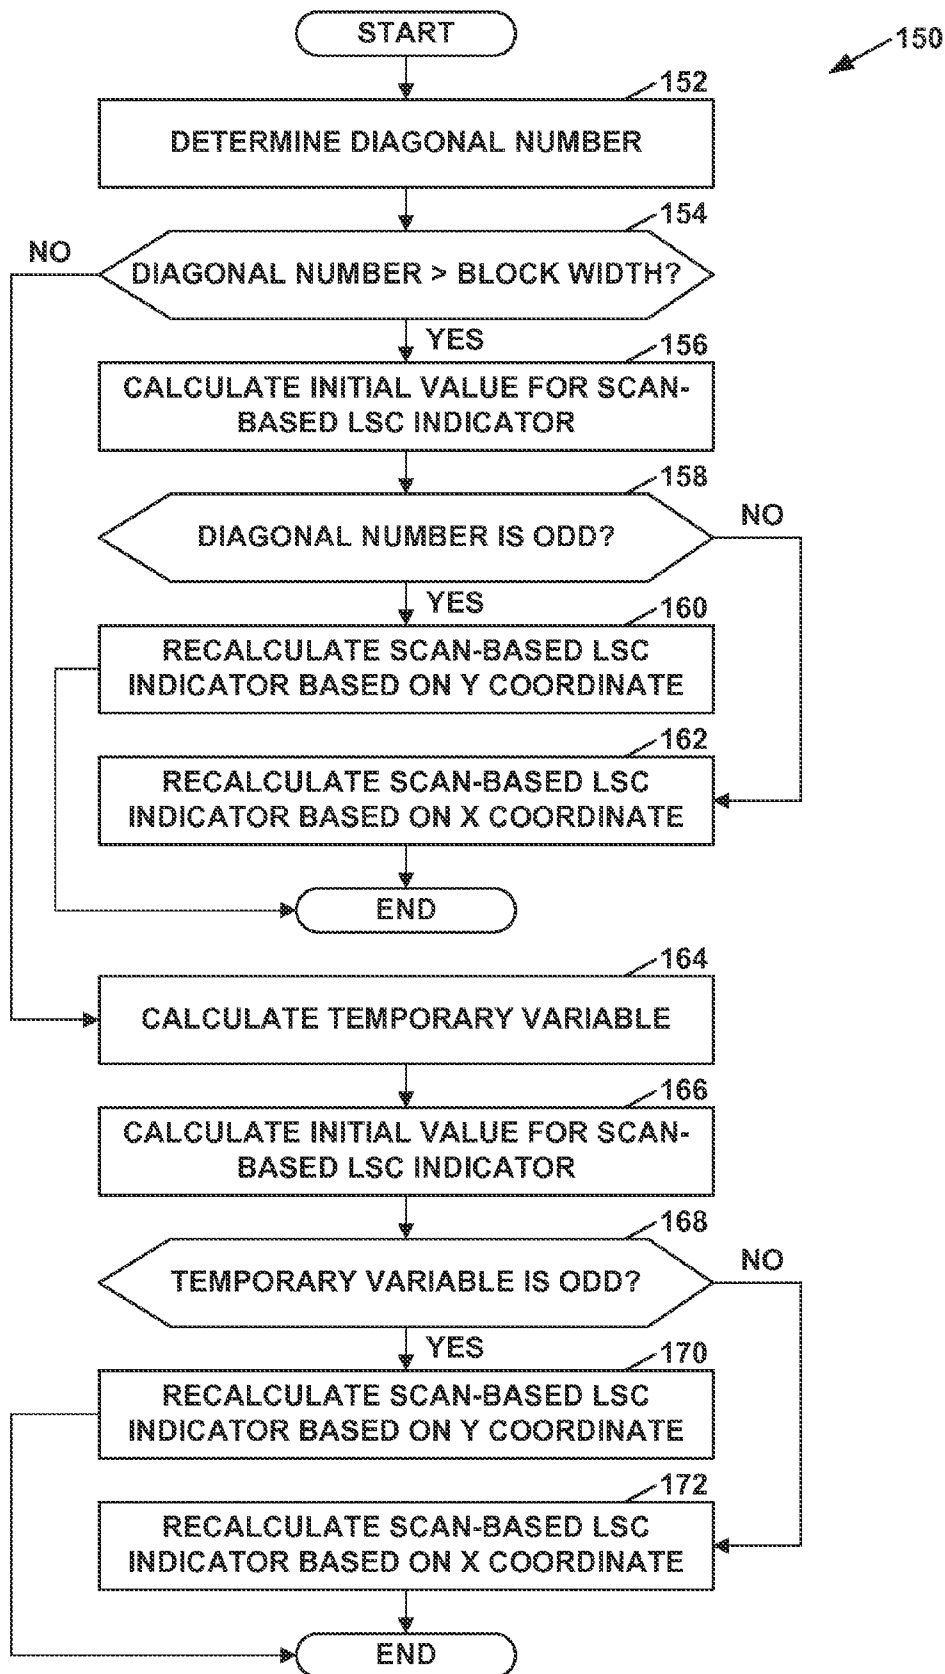 START
150
152
DETERMINE DIAGONAL NUMBER
154
NO
DIAGONAL NUMBER > BLOCK WIDTH?
YES
156
CALCULATE INITIAL VALUE FOR SCAN-
BASED LSC INDICATOR
158
NO
DIAGONAL NUMBER IS ODD?
YES
160
RECALCULATE SCAN-BASED LSC
INDICATOR BASED ON Y COORDINATE
162
RECALCULATE SCAN-BASED LSC
INDICATOR BASED ON X COORDINATE
END
164
CALCULATE TEMPORARY VARIABLE
166
CALCULATE INITIAL VALUE FOR SCAN-
BASED LSC INDICATOR
168
NO
TEMPORARY VARIABLE IS ODD?
YES
170
RECALCULATE SCAN-BASED LSC
INDICATOR BASED ON Y COORDINATE
172
RECALCULATE SCAN-BASED LSC
INDICATOR BASED ON X COORDINATE
END